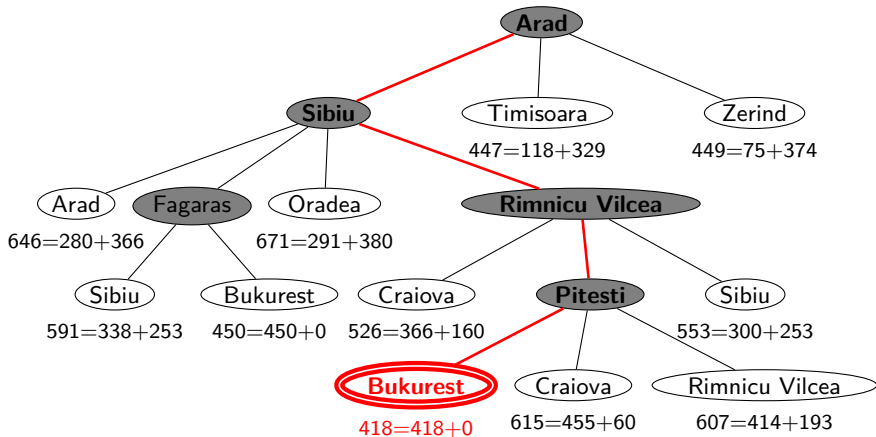 Arad
Sibiu Timisoara Zerind
447=118+329 449=75+374
Arad Fagaras Oradea Rimnicu Vilcea
646=280+366 671=291+380
Sibiu Bukurest Craiova Pitesti Sibiu
591=338+253 450=450+0 526=366+160 553=300+253
Bukurest Craiova Rimnicu Vilcea
418=418+0 615=455+60 607=414+193